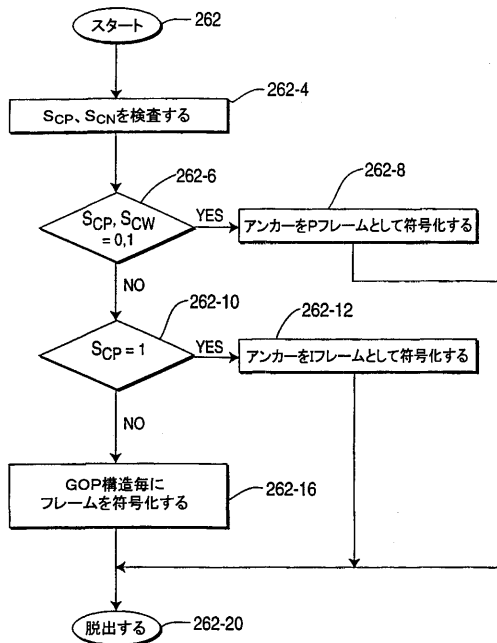 スタート
262
SCP、SCNを検査する
262-4
262-6
SCP, SCW
= 0,1
YES
262-8
アンカーをPフレームとして符号化する
NO
262-10
SCP = 1
YES
262-12
アンカーをIフレームとして符号化する
NO
GOP構造毎に
フレームを符号化する
262-16
脱出する
262-20